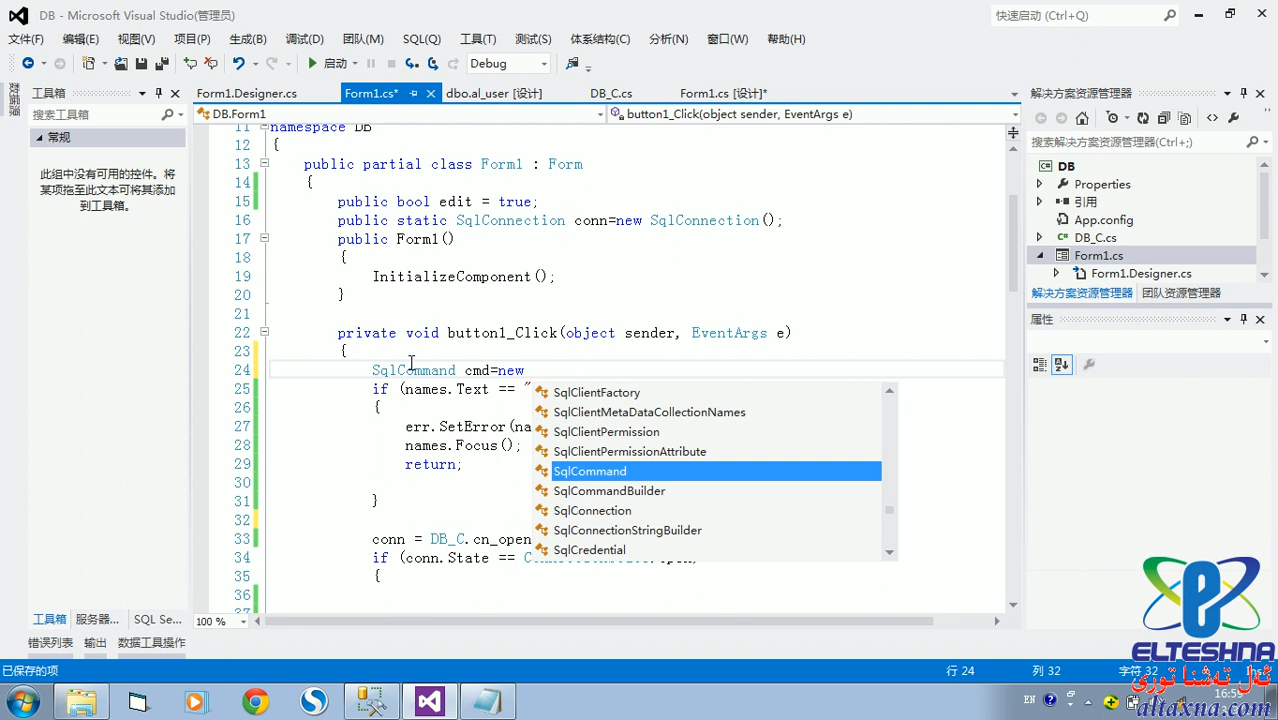 DB - Microsoft Visual Studio(管理员)
快速启动 (Ctrl+Q)
文件(F) 编辑(E) 视图(V) 项目(P) 生成(B) 调试(D) 团队(M) SQL(Q) 工具(T) 测试(S) 体系结构(C) 分析(N) 窗口(W) 帮助(H)
启动 Debug
工具箱
搜索工具箱
常规
此组中没有可用的控件。将
某项拖至此文本可将其添加
到工具箱。
Form1.Designer.cs Form1.cs* dbo.al_user [设计] DB_C.cs Form1.cs [设计]*
DB.Form1 button1_Click(object sender, EventArgs e)
11 namespace DB
12 {
13 public partial class Form1 : Form
14 {
15 public bool edit = true;
16 public static SqlConnection conn=new SqlConnection();
17 public Form1()
18 {
19 InitializeComponent();
20 }
21
22 private void button1_Click(object sender, EventArgs e)
23 {
24 SqlCommand cmd=new
25 if (names.Text == "
26 {
27 err.SetError(na
28 names.Focus();
29 return;
30
31 }
32
33 conn = DB_C.cn_open
34 if (conn.State ==
35 {
36
37
SqlClientFactory
SqlClientMetaDataCollectionNames
SqlClientPermission
SqlClientPermissionAttribute
SqlCommand
SqlCommandBuilder
SqlConnection
SqlConnectionStringBuilder
SqlCredential
100 %
解决方案资源管理器
搜索解决方案资源管理器(Ctrl+;)
DB
Properties
引用
App.config
DB_C.cs
Form1.cs
Form1.Designer.cs
解决方案资源管理器 团队资源管理器
属性
工具箱 服务器... SQL Se...
错误列表 输出 数据工具操作
已保存的项 行 24 列 32 字符 32 Ins
EN 16:59
ELTESHNA
ئەل تەشنا تورى
altaxna.com